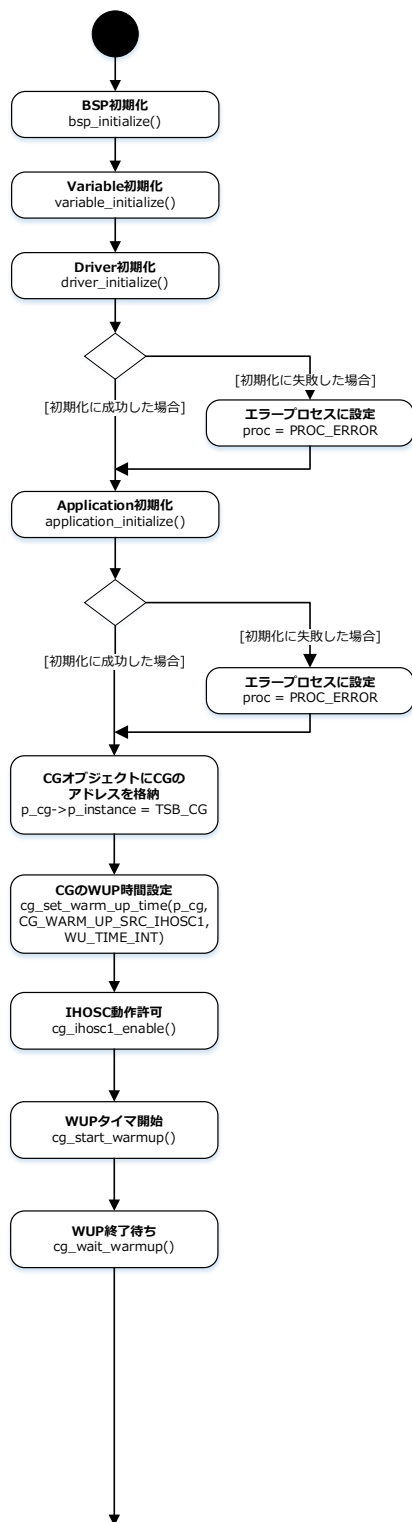 BSP初期化
bsp_initialize()
Variable初期化
variable_initialize()
Driver初期化
driver_initialize()
[初期化に失敗した場合]
[初期化に成功した場合]
エラープロセスに設定
proc = PROC_ERROR
Application初期化
application_initialize()
[初期化に失敗した場合]
[初期化に成功した場合]
エラープロセスに設定
proc = PROC_ERROR
CGオブジェクトにCGの
アドレスを格納
p_cg->p_instance = TSB_CG
CGのWUP時間設定
cg_set_warm_up_time(p_cg,
CG_WARM_UP_SRC_IHOSC1,
WU_TIME_INT)
IHOSC動作許可
cg_ihosc1_enable()
WUPタイマ開始
cg_start_warmup()
WUP終了待ち
cg_wait_warmup()